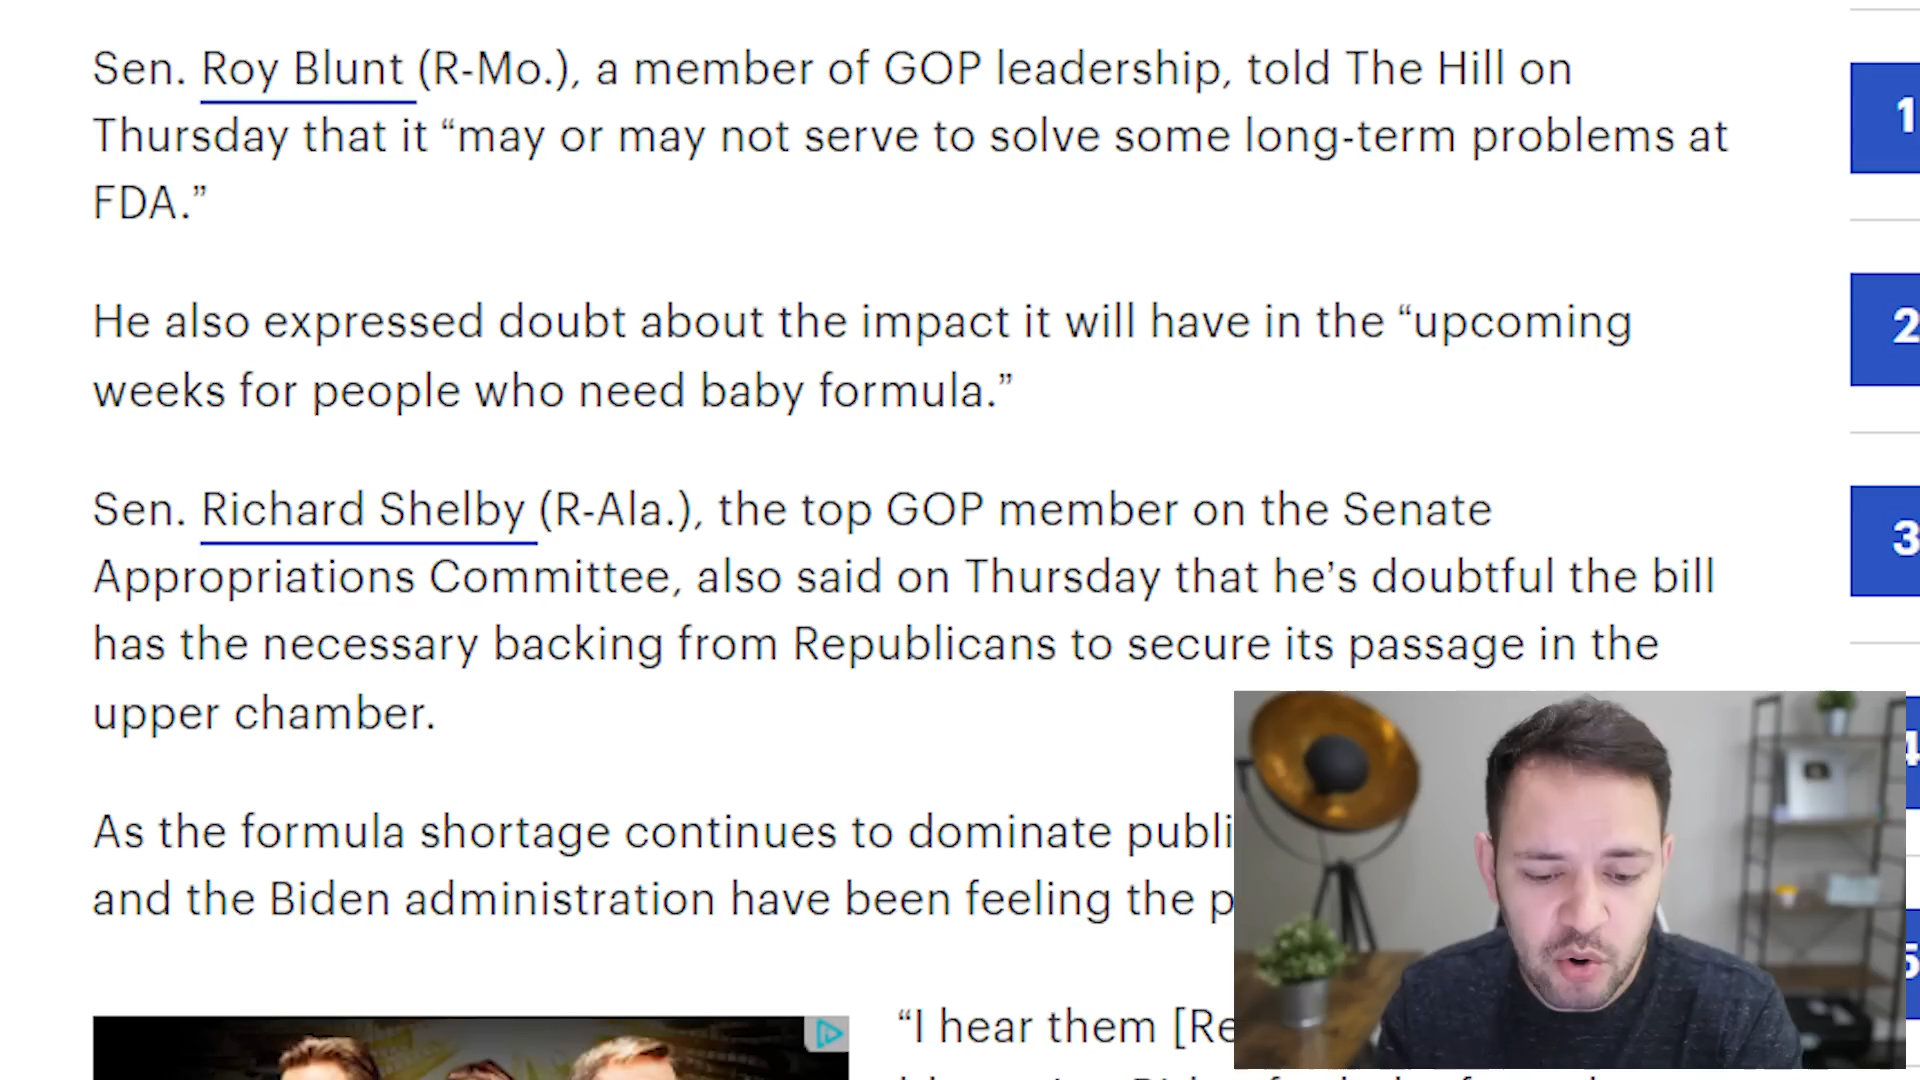 Sen. Roy Blunt (R-Mo.), a member of GOP leadership, told The Hill on
Thursday that it “may or may not serve to solve some long-term problems at
FDA.”
He also expressed doubt about the impact it will have in the “upcoming
weeks for people who need baby formula.”
Sen. Richard Shelby (R-Ala.), the top GOP member on the Senate
Appropriations Committee, also said on Thursday that he’s doubtful the bill
has the necessary backing from Republicans to secure its passage in the
upper chamber.
As the formula shortage continues to dominate
and the Biden administration have been feeling the
“I hear them
1
2
3
4
5